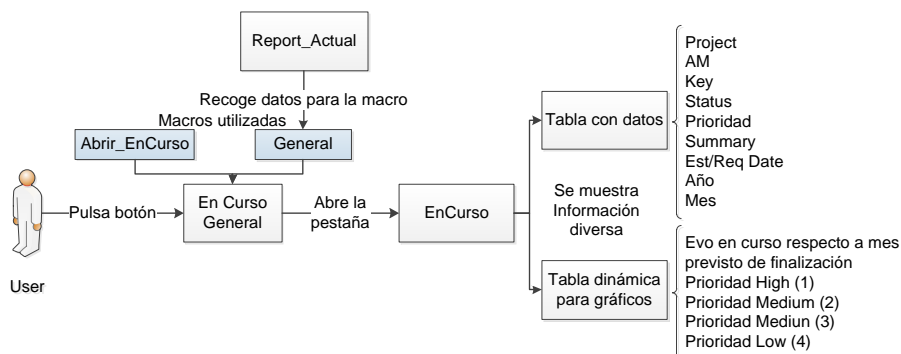 Report_Actual
Recoge datos para la macro
Macros utilizadas
Abrir_EnCurso
General
User
Pulsa botón
En Curso
General
Abre la
pestaña
EnCurso
Se muestra
Información
diversa
Tabla con datos
Project
AM
Key
Status
Prioridad
Summary
Est/Req Date
Año
Mes
Tabla dinámica
para gráficos
Evo en curso respecto a mes
previsto de finalización
Prioridad High (1)
Prioridad Medium (2)
Prioridad Mediun (3)
Prioridad Low (4)